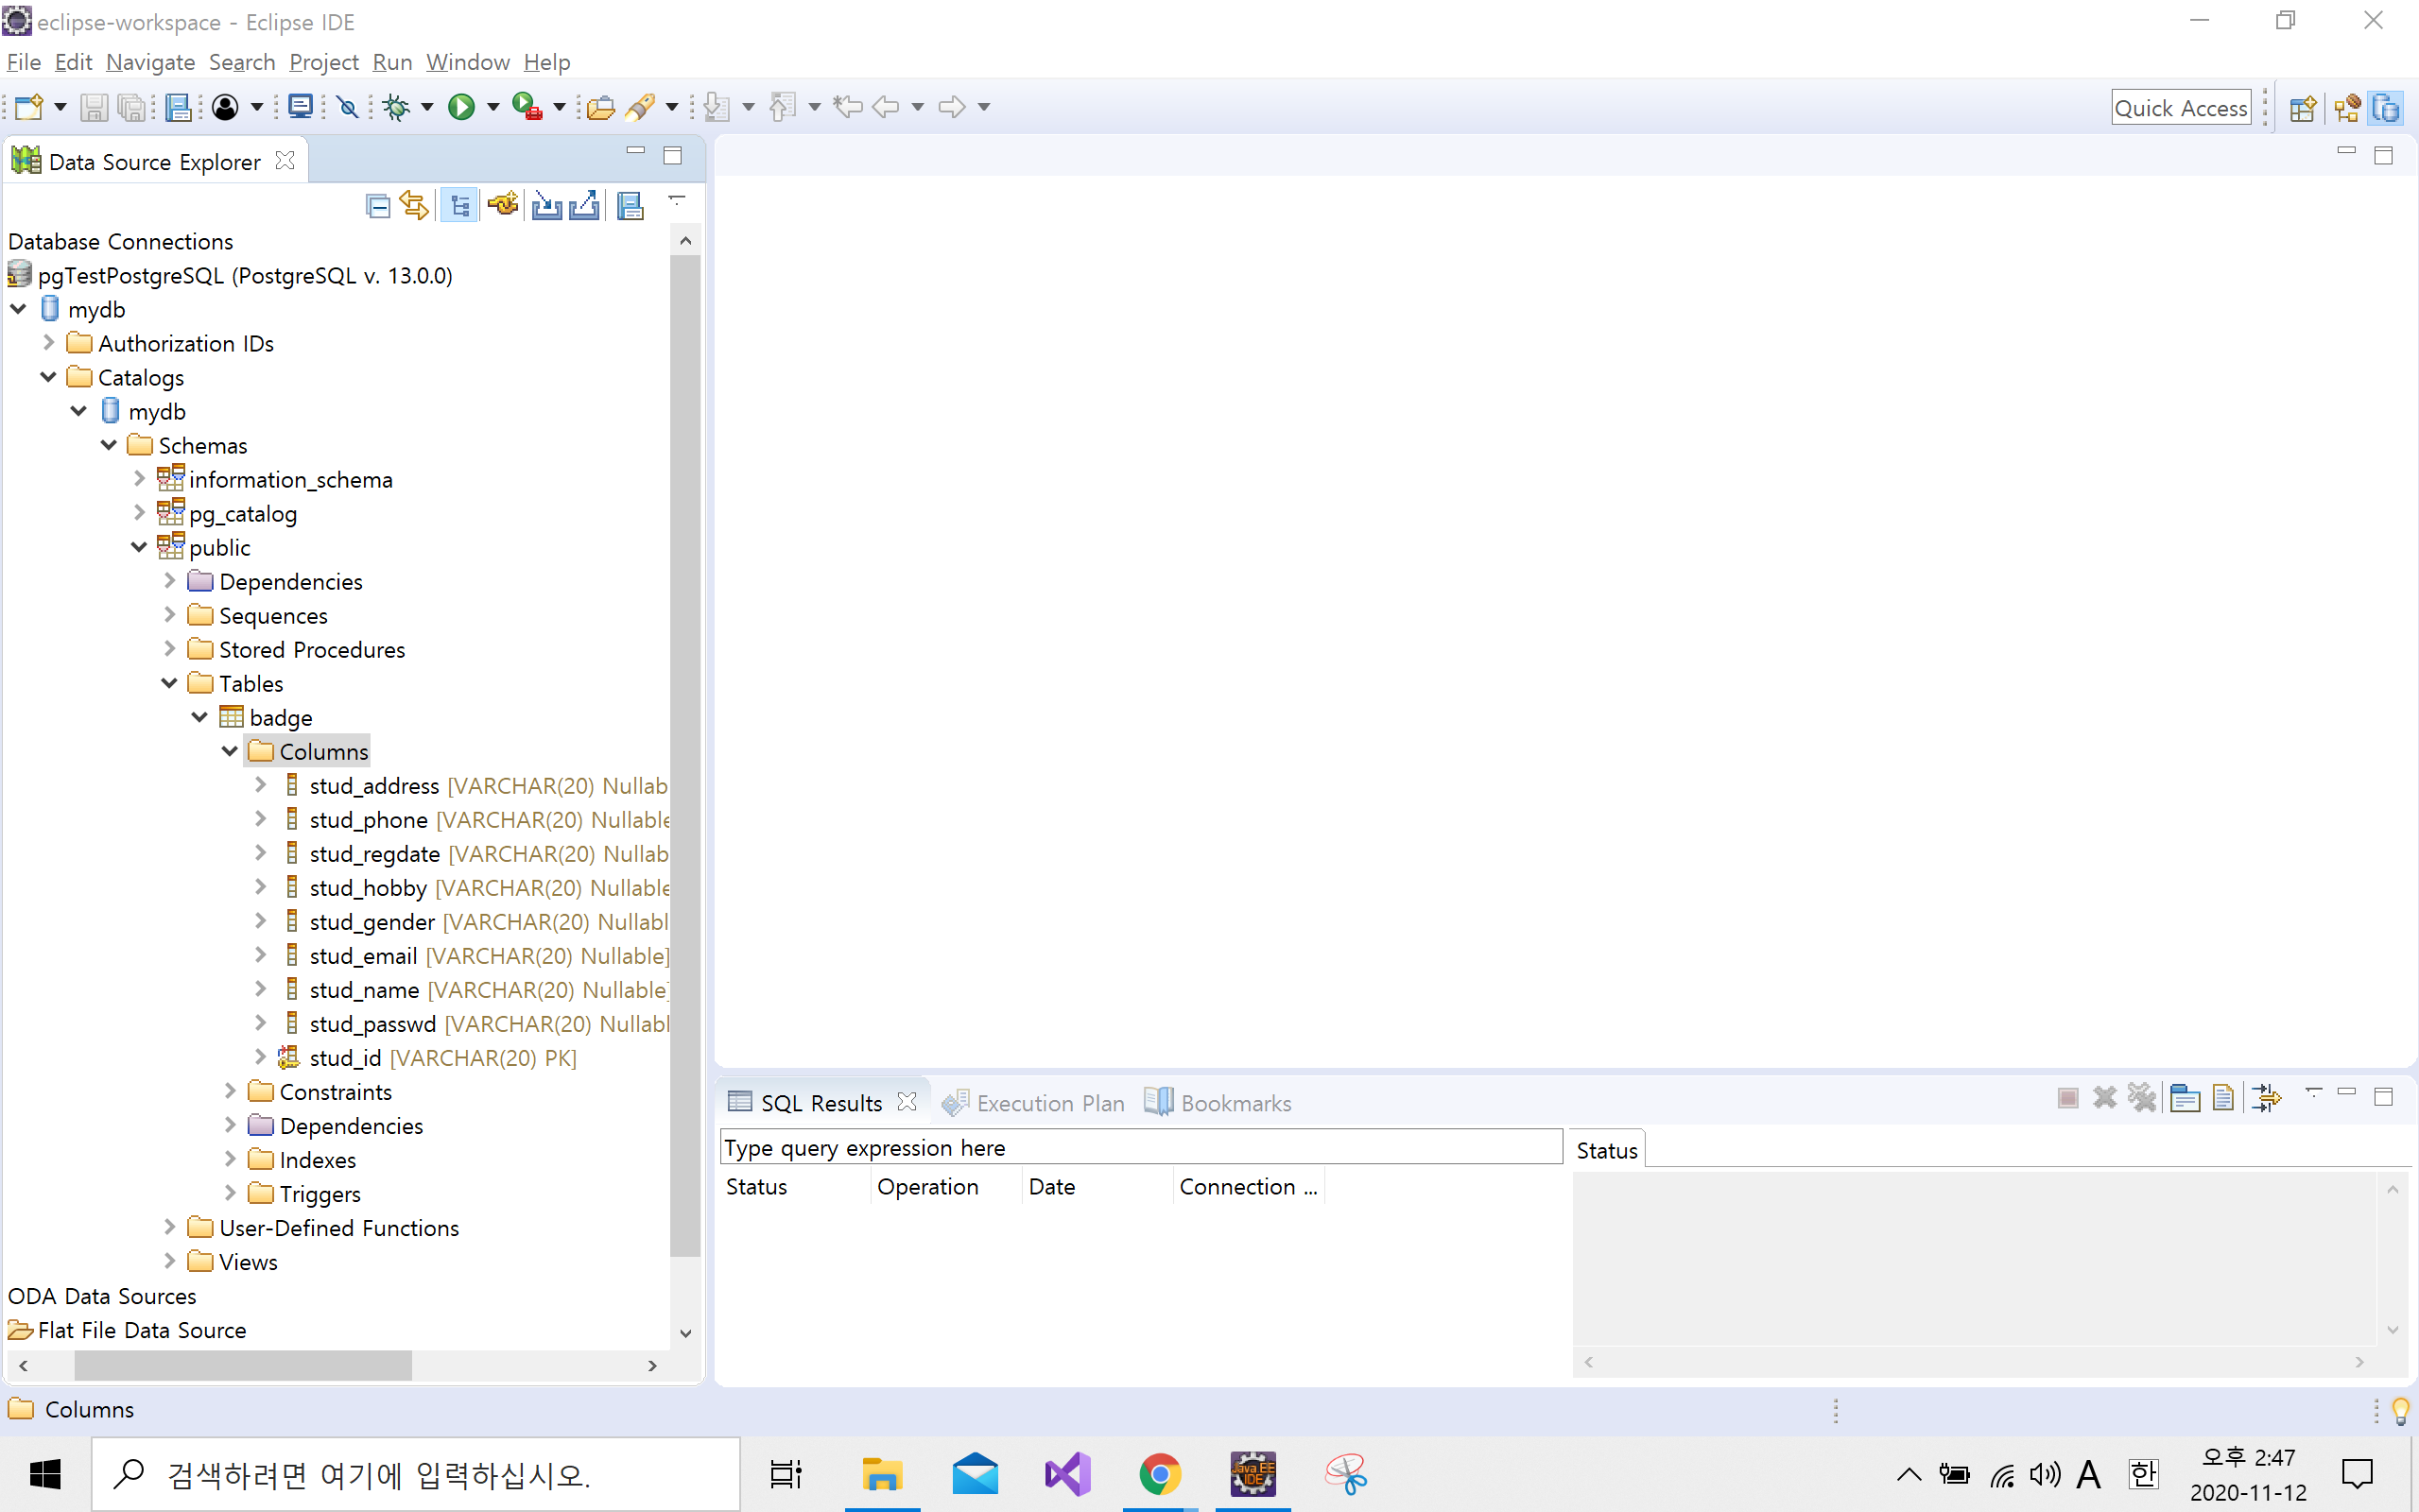 eclipse-workspace - Eclipse IDE
File Edit Navigate Search Project Run Window Help
Quick Access
Data Source Explorer
Database Connections
pgTestPostgreSQL (PostgreSQL v. 13.0.0)
mydb
Authorization IDs
Catalogs
mydb
Schemas
information_schema
pg_catalog
public
Dependencies
Sequences
Stored Procedures
Tables
badge
Columns
stud_address [VARCHAR(20) Nullab
stud_phone [VARCHAR(20) Nullable
stud_regdate [VARCHAR(20) Nullab
stud_hobby [VARCHAR(20) Nullable
stud_gender [VARCHAR(20) Nullabl
stud_email [VARCHAR(20) Nullable]
stud_name [VARCHAR(20) Nullable]
stud_passwd [VARCHAR(20) Nullabl
stud_id [VARCHAR(20) PK]
Constraints
Dependencies
Indexes
Triggers
User-Defined Functions
Views
ODA Data Sources
Flat File Data Source
SQL Results Execution Plan Bookmarks
Type query expression here
Status Operation Date Connection ...
Status
Columns
검색하려면 여기에 입력하십시오.
Java EE
IDE
A 한
오후 2:47
2020-11-12